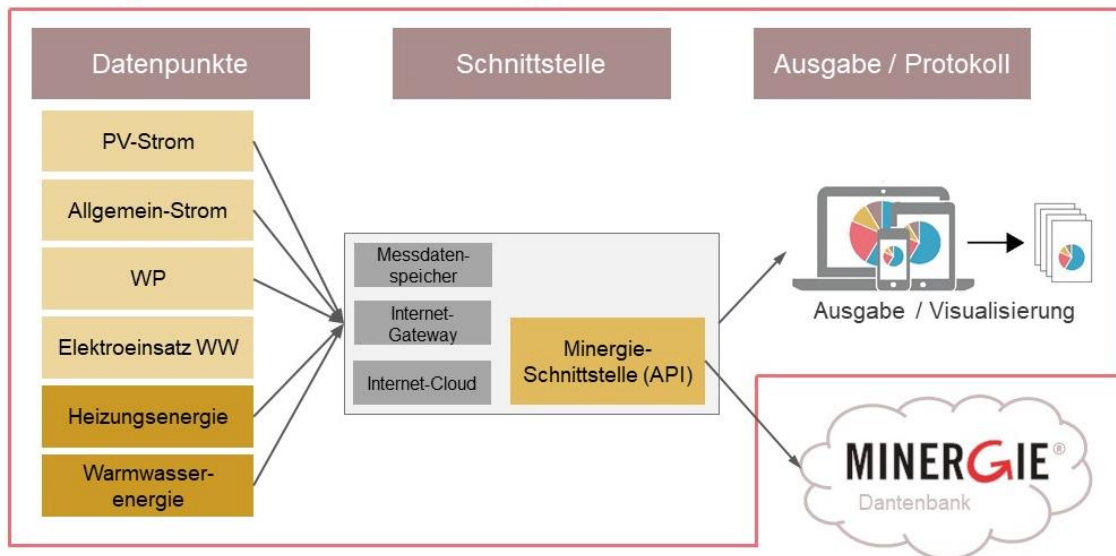 Datenpunkte
Schnittstelle
Ausgabe / Protokoll
PV-Strom
Allgemein-Strom
WP
Elektroeinsatz WW
Heizungsenergie
Warmwasser-
energie
Messdaten-
speicher
Internet-
Gateway
Internet-Cloud
Minergie-
Schnittstelle (API)
Ausgabe / Visualisierung
MINERGIE®
Dantenbank